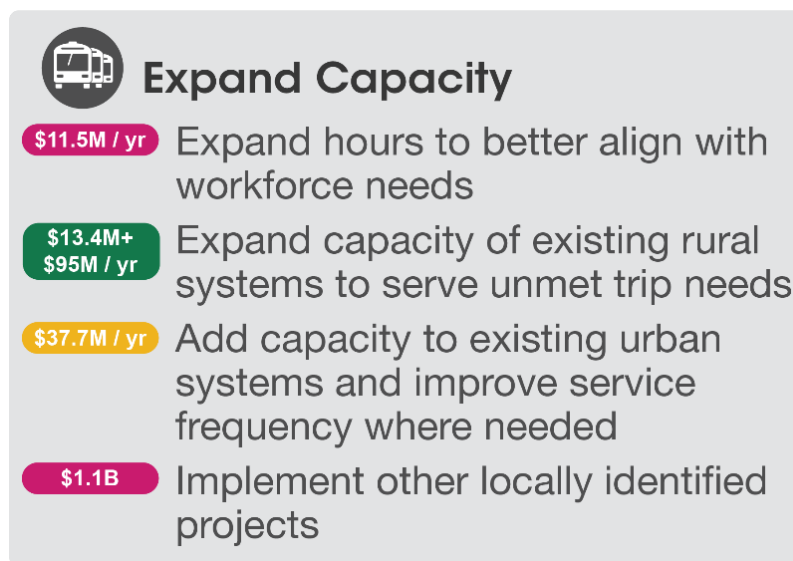 Expand Capacity
$11.5M / yr
Expand hours to better align with
workforce needs
$13.4M+
$95M / yr
Expand capacity of existing rural
systems to serve unmet trip needs
$37.7M / yr
Add capacity to existing urban
systems and improve service
frequency where needed
$1.1B
Implement other locally identified
projects